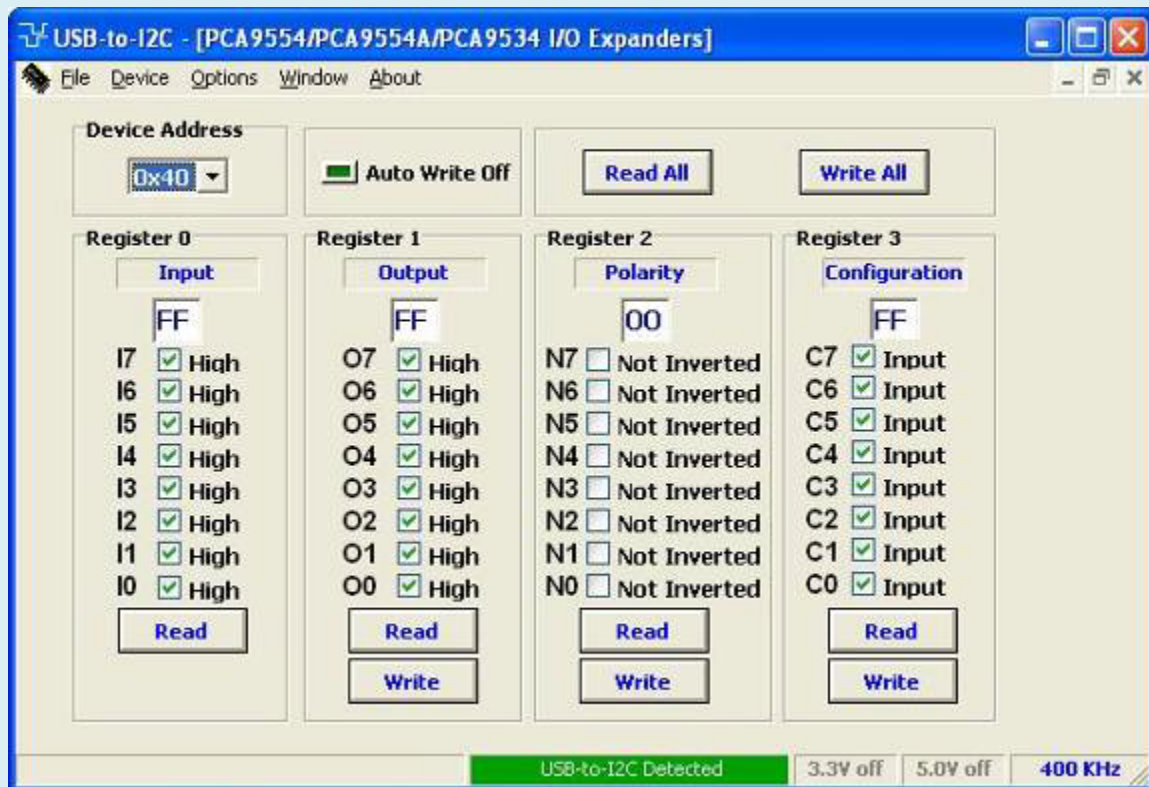 USB-to-I2C - [PCA9554/PCA9554A/PCA9534 I/O Expanders]
File Device Options Window About
Device Address
0x40
Auto Write Off
Read All
Write All
Register 0 Register 1 Register 2 Register 3
Input Output Polarity Configuration
FF FF 00 FF
I7 High O7 High N7 Not Inverted C7 Input
I6 High O6 High N6 Not Inverted C6 Input
I5 High O5 High N5 Not Inverted C5 Input
I4 High O4 High N4 Not Inverted C4 Input
I3 High O3 High N3 Not Inverted C3 Input
I2 High O2 High N2 Not Inverted C2 Input
I1 High O1 High N1 Not Inverted C1 Input
I0 High O0 High N0 Not Inverted C0 Input
Read Read Read Read
Write Write Write
USB-to-I2C Detected 3.3V off 5.0V off 400 KHz